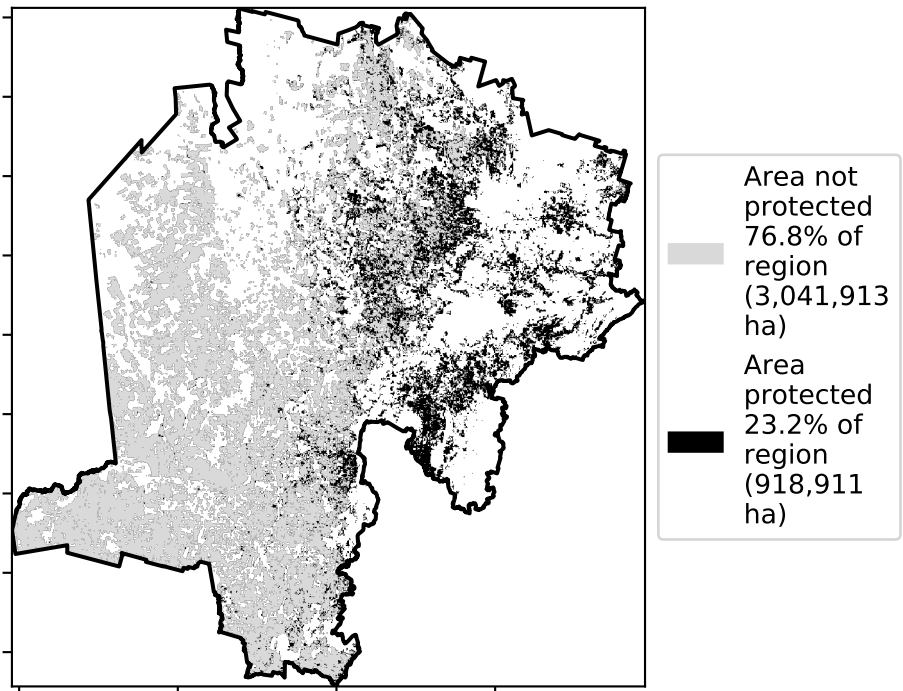 Area not
protected
76.8% of
region
(3,041,913
ha)
Area
protected
23.2% of
region
(918,911
ha)